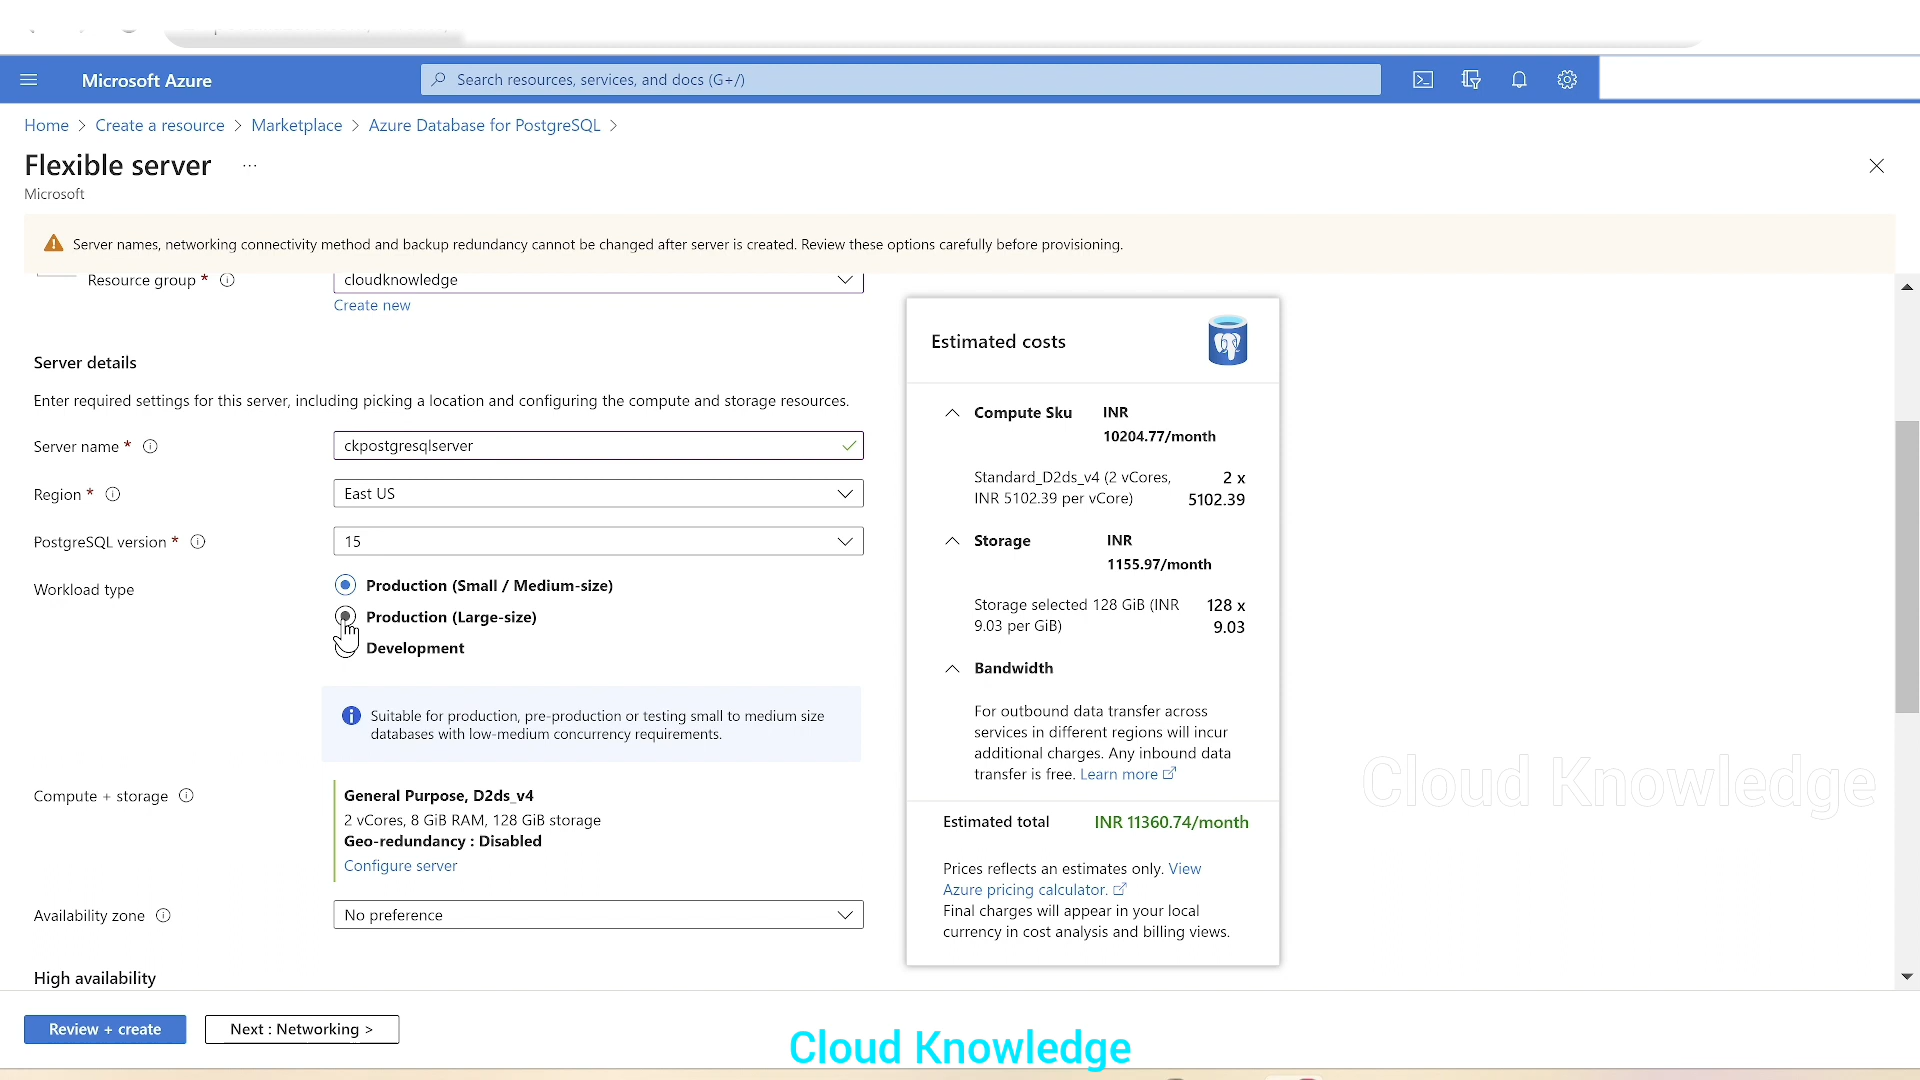 Microsoft Azure
Search resources, services, and docs (G+/)
Home > Create a resource > Marketplace > Azure Database for PostgreSQL >
Flexible server ...
Microsoft
Server names, networking connectivity method and backup redundancy cannot be changed after server is created. Review these options carefully before provisioning.
Resource group *
cloudknowledge
Create new
Server details
Enter required settings for this server, including picking a location and configuring the compute and storage resources.
Server name *
ckpostgresqlserver
Region *
East US
PostgreSQL version *
15
Workload type
Production (Small / Medium-size)
Production (Large-size)
Development
Suitable for production, pre-production or testing small to medium size
databases with low-medium concurrency requirements.
Compute + storage
General Purpose, D2ds_v4
2 vCores, 8 GiB RAM, 128 GiB storage
Geo-redundancy : Disabled
Configure server
Availability zone
No preference
High availability
Estimated costs
Compute Sku INR
10204.77/month
Standard_D2ds_v4 (2 vCores, 2 x
INR 5102.39 per vCore) 5102.39
Storage INR
1155.97/month
Storage selected 128 GiB (INR 128 x
9.03 per GiB) 9.03
Bandwidth
For outbound data transfer across
services in different regions will incur
additional charges. Any inbound data
transfer is free. Learn more
Estimated total INR 11360.74/month
Prices reflects an estimates only. View
Azure pricing calculator.
Final charges will appear in your local
currency in cost analysis and billing views.
Cloud Knowledge
Review + create
Next : Networking >
Cloud Knowledge